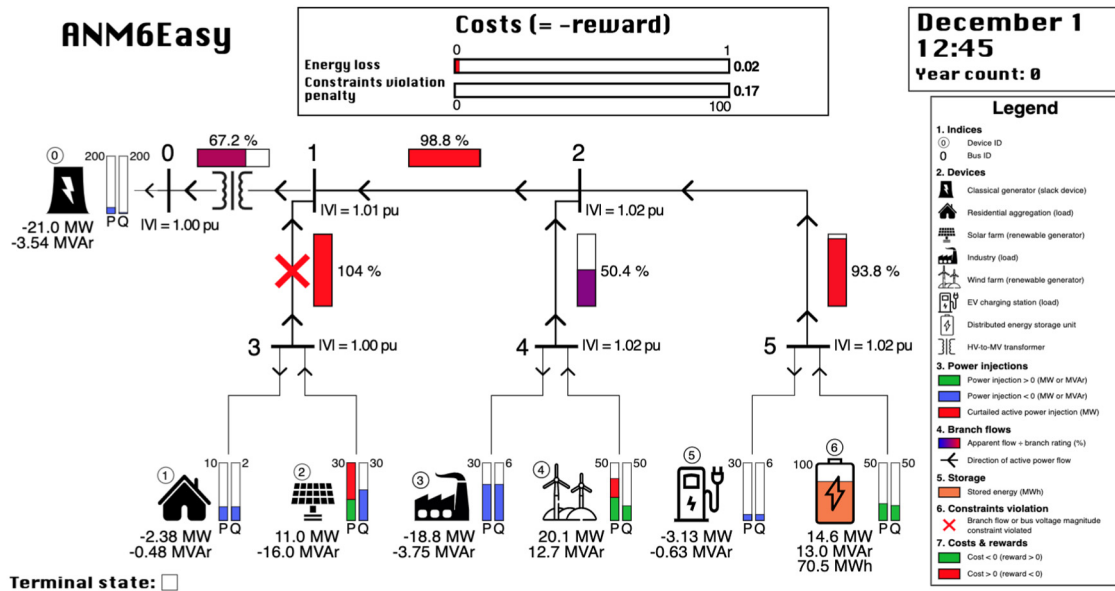 ANM6Easy
Costs (= -reward)
0 1
Energy loss 0.02
Constraints violation penalty 0.17
0 100
December 1
12:45
Year count: 0
67.2 %
98.8 %
0 200 200 0 1 2
P Q
-21.0 MW
-3.54 MVAr
|V| = 1.00 pu
|V| = 1.01 pu
|V| = 1.02 pu
104 %
50.4 %
93.8 %
3 |V| = 1.00 pu
4 |V| = 1.02 pu
5 |V| = 1.02 pu
1 10 2
P Q
-2.38 MW
-0.48 MVAr
2 30 30
P Q
11.0 MW
-16.0 MVAr
3 30 6
P Q
-18.8 MW
-3.75 MVAr
4 50 50
P Q
20.1 MW
12.7 MVAr
5 30 6
P Q
-3.13 MW
-0.63 MVAr
6 100 50 50
P Q
14.6 MW
13.0 MVAr
70.5 MWh
Terminal state:
Legend
1. Indices
0 Device ID
0 Bus ID
2. Devices
Classical generator (slack device)
Residential aggregation (load)
Solar farm (renewable generator)
Industry (load)
Wind farm (renewable generator)
EV charging station (load)
Distributed energy storage unit
HV-to-MV transformer
3. Power injections
Power injection > 0 (MW or MVAr)
Power injection < 0 (MW or MVAr)
Curtailed active power injection (MW)
4. Branch flows
Apparent flow ÷ branch rating (%)
Direction of active power flow
5. Storage
Stored energy (MWh)
6. Constraints violation
Branch flow or bus voltage magnitude
constraint violated
7. Costs & rewards
Cost < 0 (reward > 0)
Cost > 0 (reward < 0)